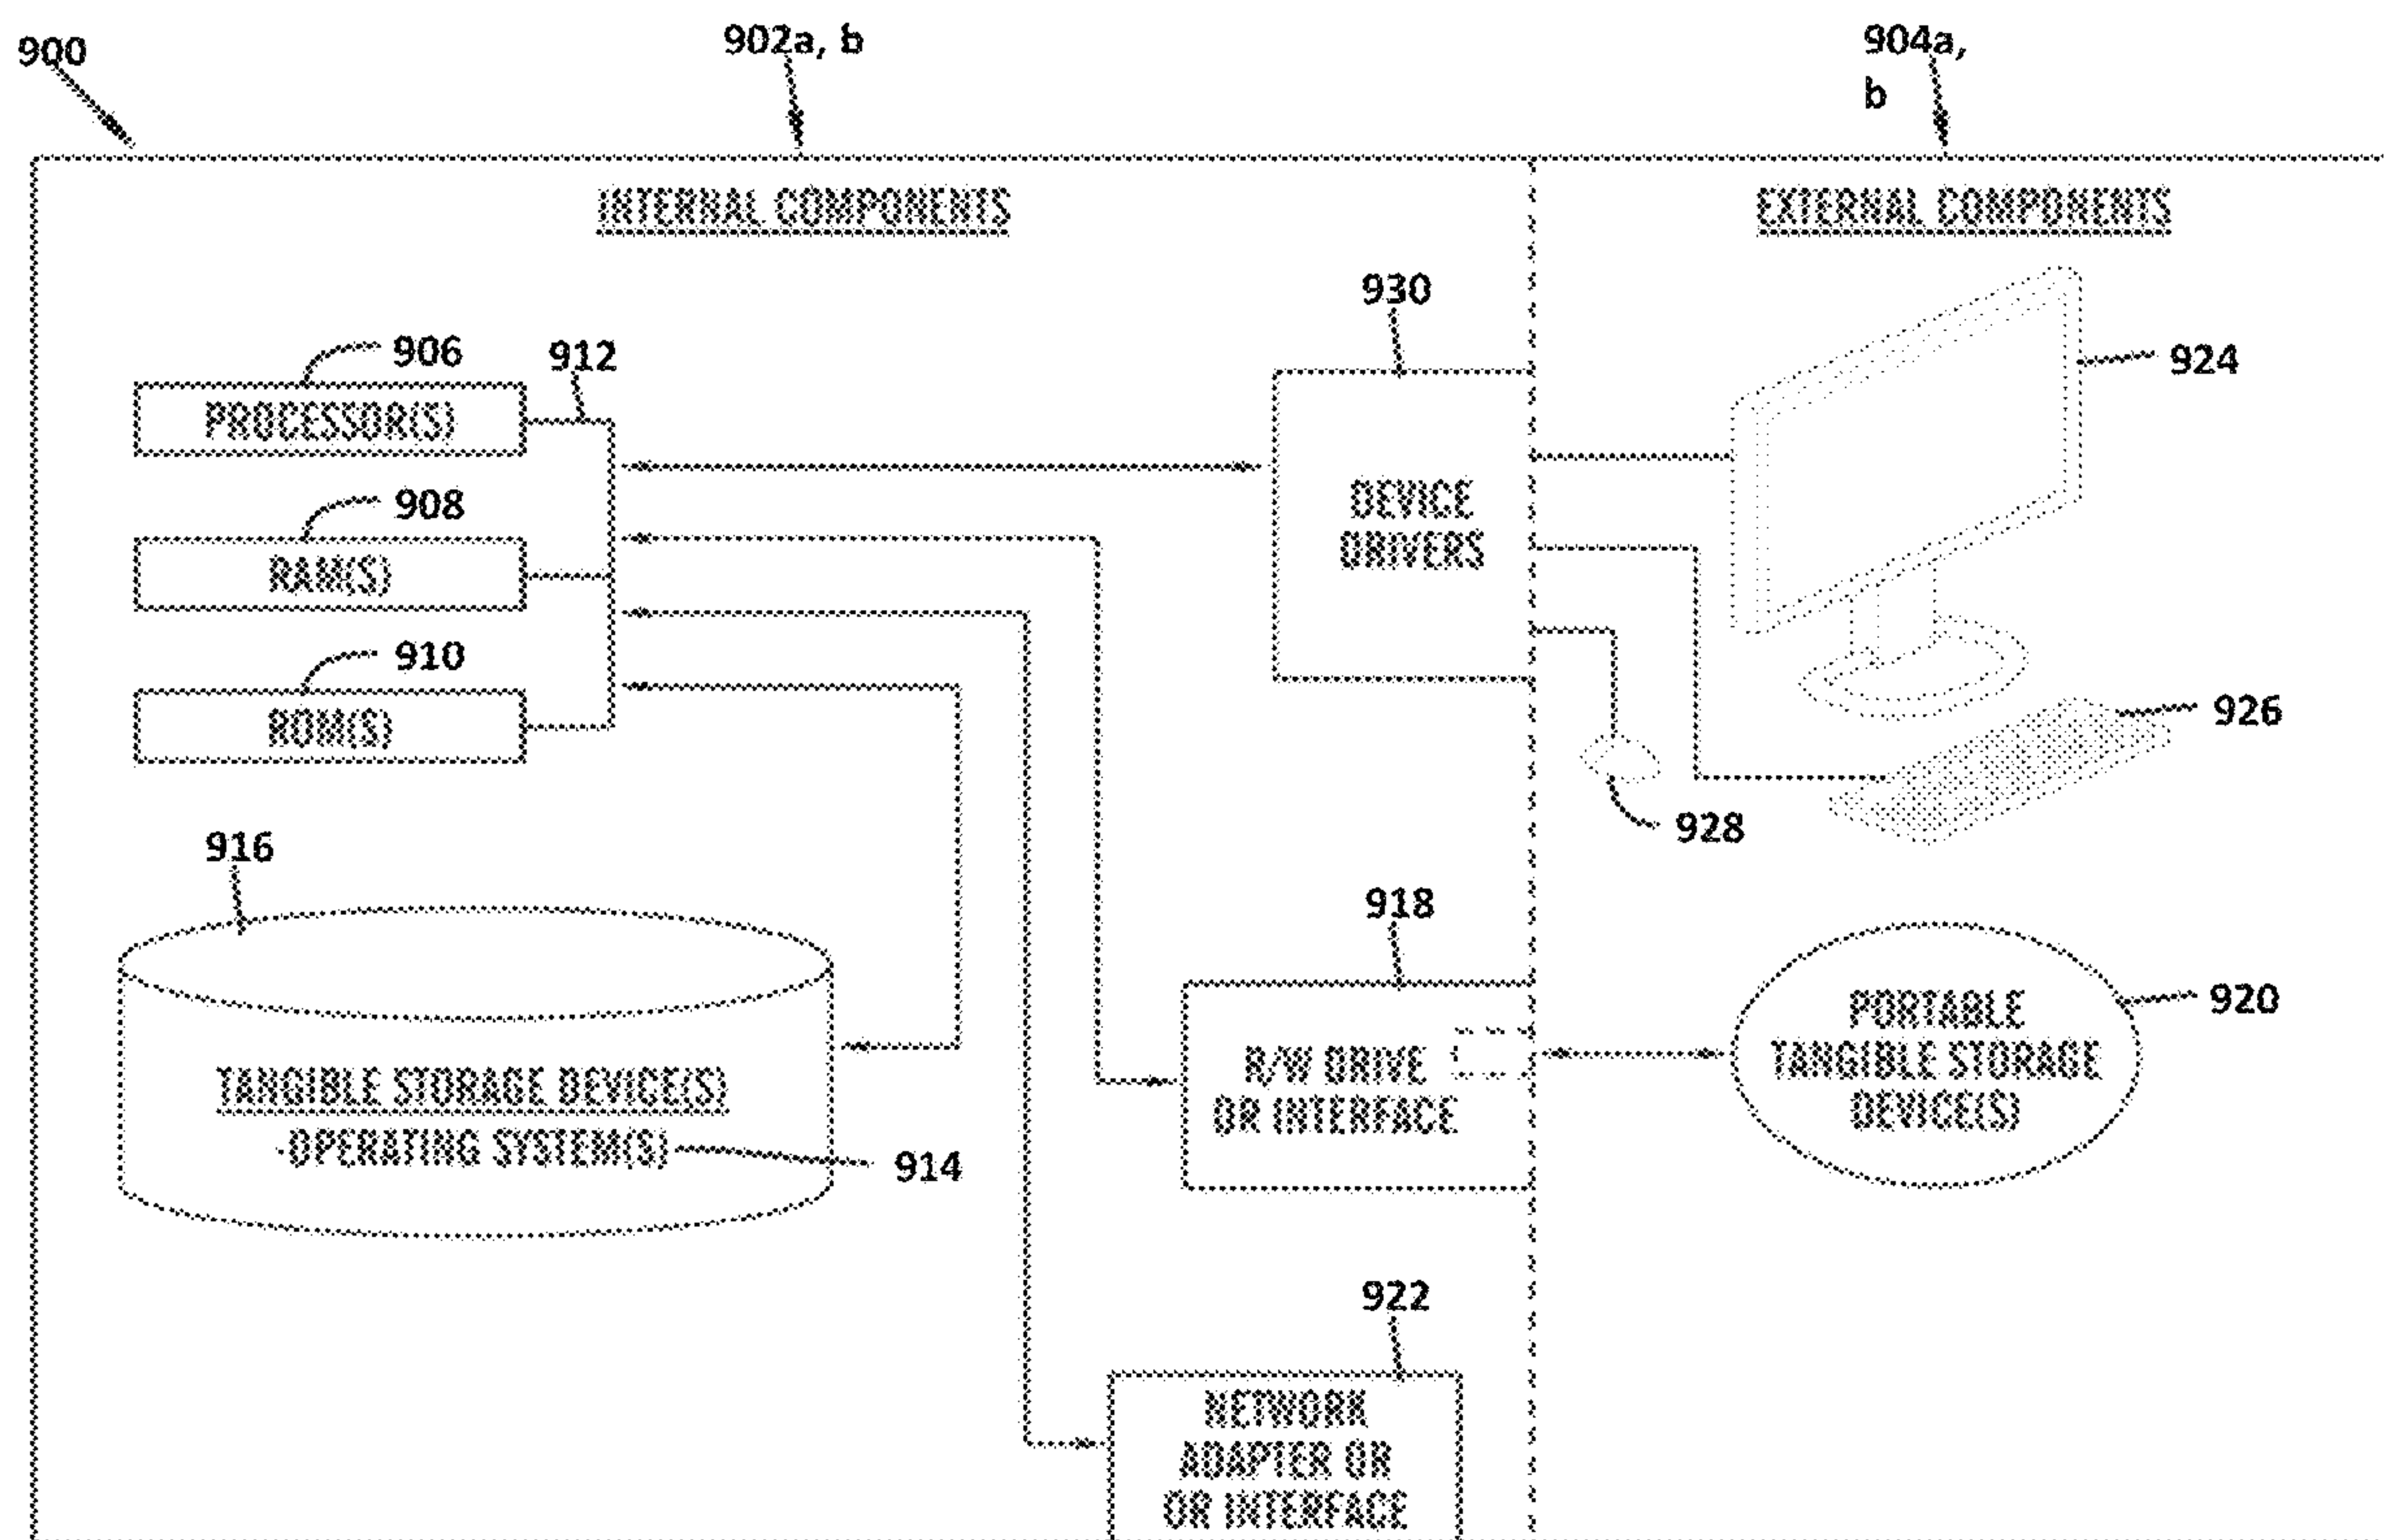 900
902a, b
904a,
b
INTERNAL COMPONENTS
EXTERNAL COMPONENTS
930
906
912
924
PROCESSOR(S)
908
DEVICE
DRIVERS
RAM(S)
910
926
ROM(S)
928
916
918
920
PORTABLE
TANGIBLE STORAGE
DEVICE(S)
R/W DRIVE
OR INTERFACE
TANGIBLE STORAGE DEVICE(S)
-OPERATING SYSTEM(S)
914
922
NETWORK
ADAPTER OR
OR INTERFACE